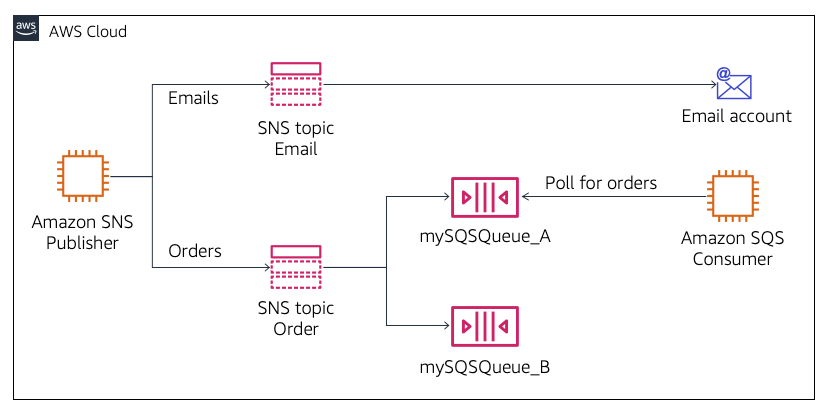 aws
AWS Cloud
Emails
SNS topic
Email
@
Email account
Amazon SNS
Publisher
Orders
SNS topic
Order
Poll for orders
mySQSQueue_A
Amazon SQS
Consumer
mySQSQueue_B